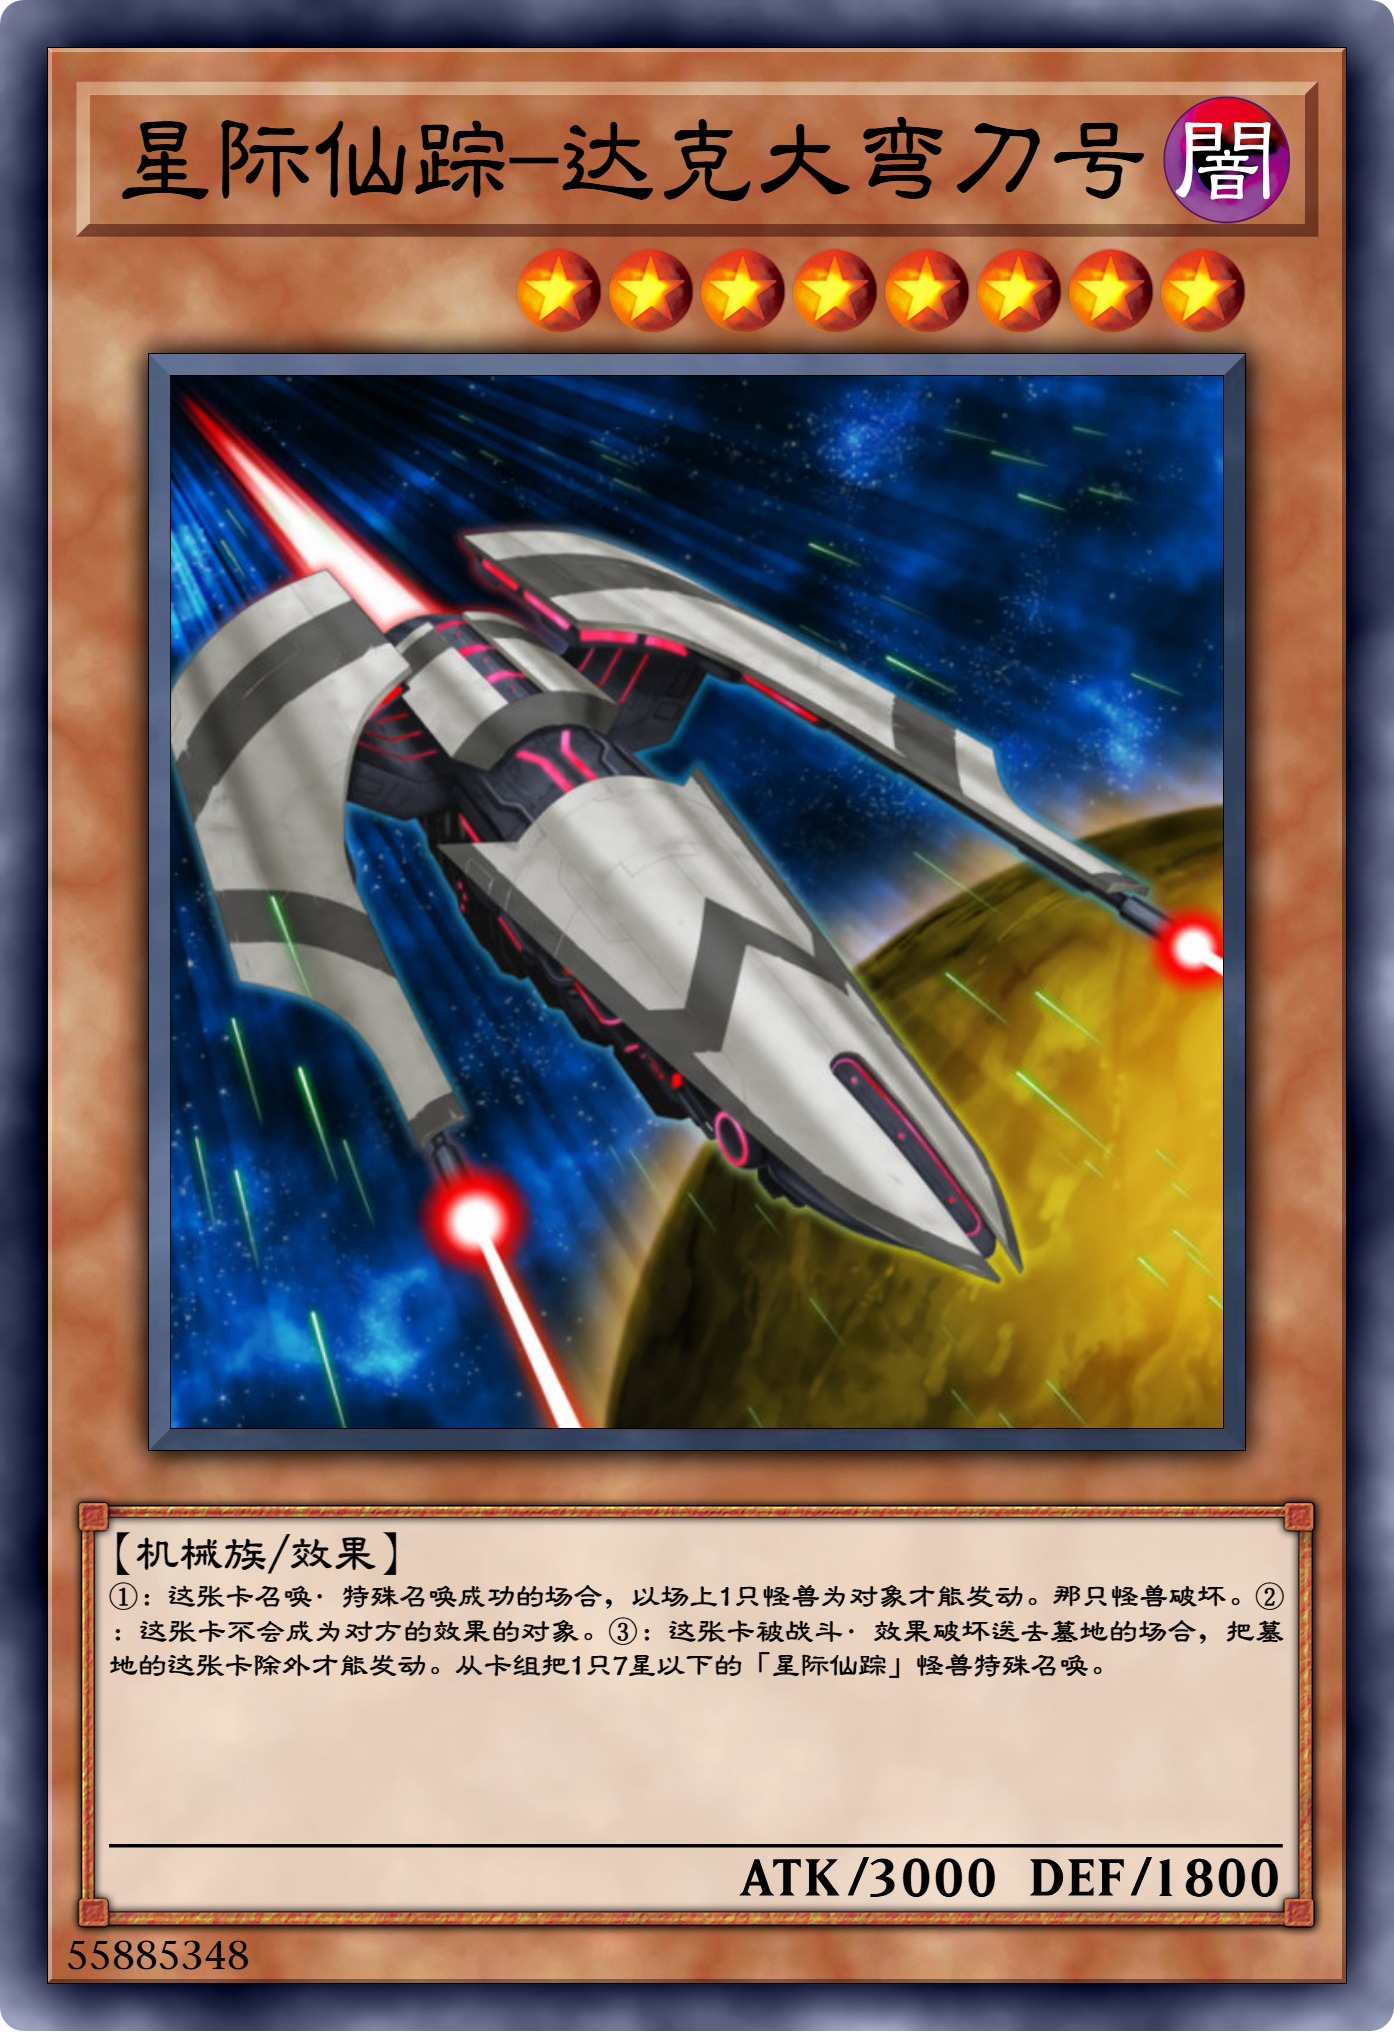 星际仙踪-达克大弯刀号
闇
【机械族/效果】
①：这张卡召唤·特殊召唤成功的场合，以场上1只怪兽为对象才能发动。那只怪兽破坏。②
：这张卡不会成为对方的效果的对象。③：这张卡被战斗·效果破坏送去墓地的场合，把墓
地的这张卡除外才能发动。从卡组把1只7星以下的「星际仙踪」怪兽特殊召唤。
ATK/3000 DEF/1800
55885348